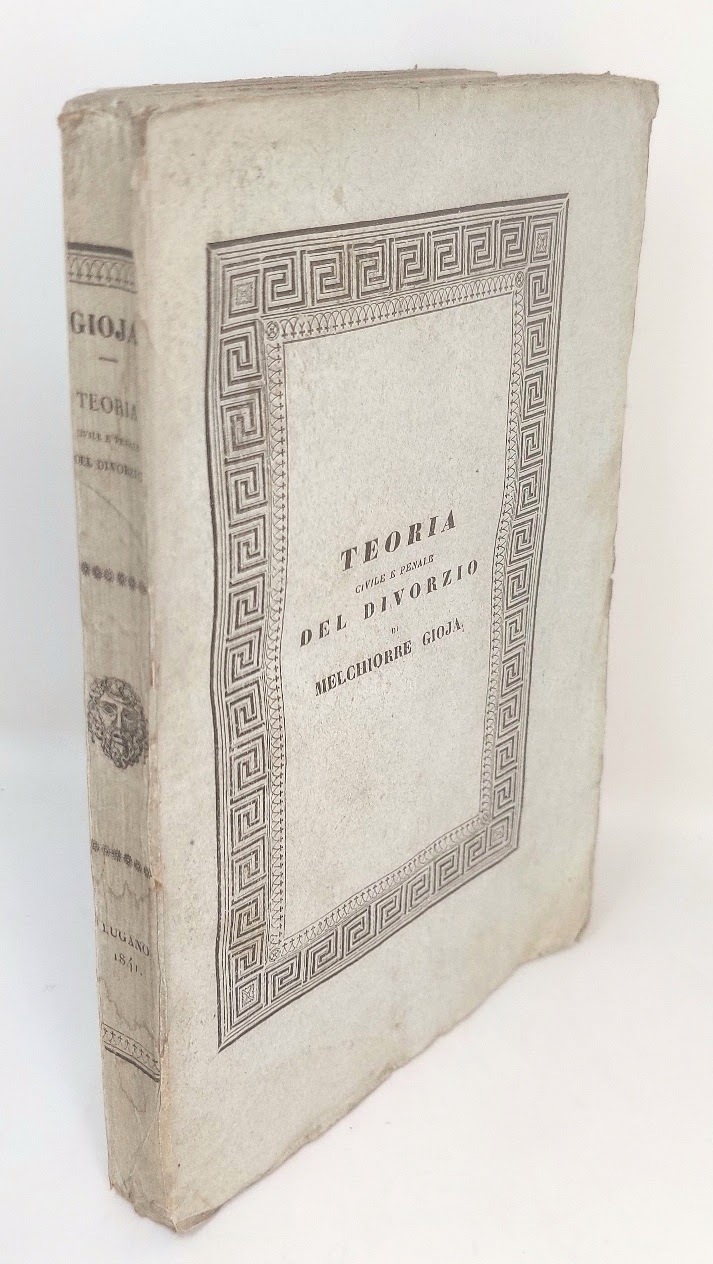 GIOJA
TEORIA
CIVILE E PENALE
DEL DIVORZIO
LUGANO
1841.
TEORIA
CIVILE E PENALE
DEL DIVORZIO
DI
MELCHIORRE GIOJA,